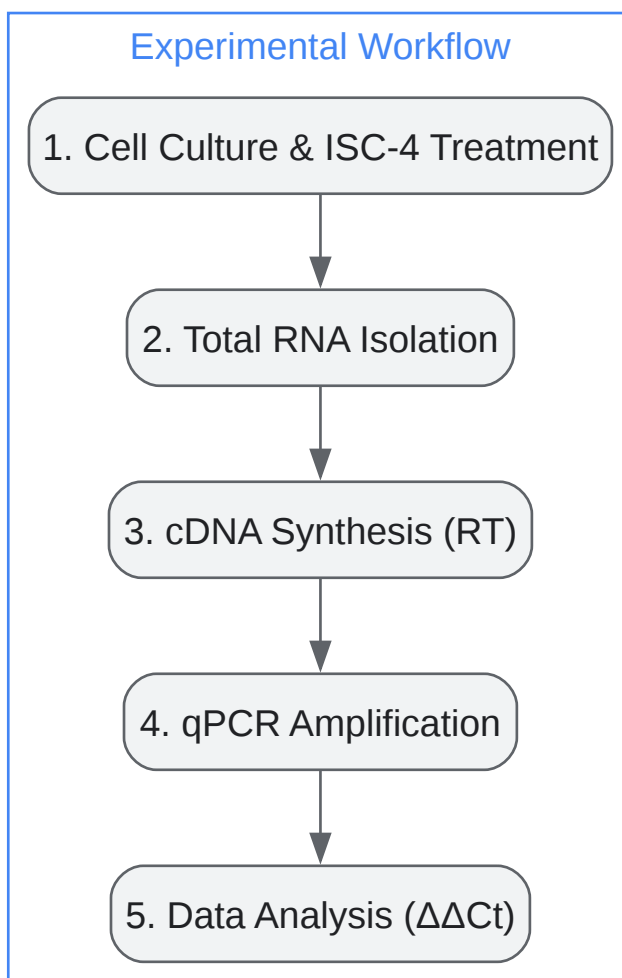 Experimental Workflow
1. Cell Culture & ISC-4 Treatment
2. Total RNA Isolation
3. cDNA Synthesis (RT)
4. qPCR Amplification
5. Data Analysis (ΔΔCt)